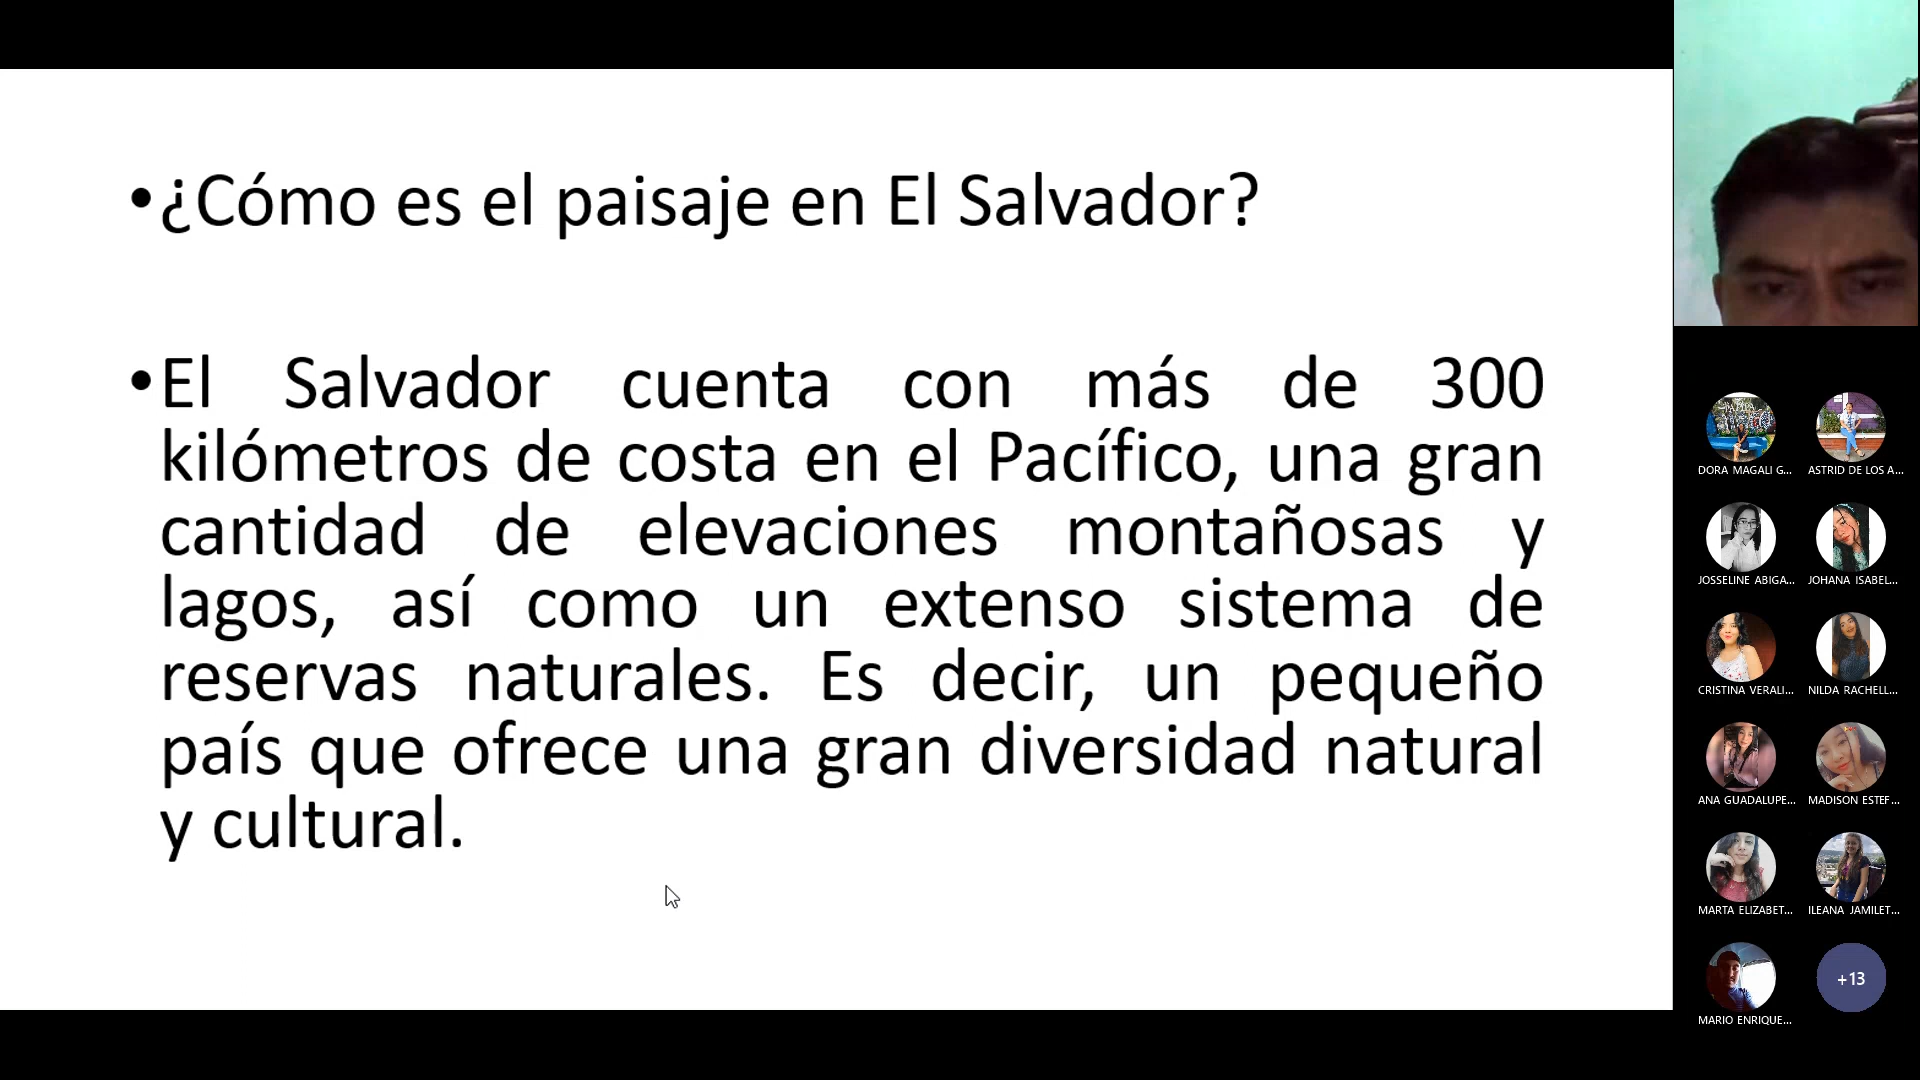 •¿Cómo es el paisaje en El Salvador?
•El Salvador cuenta con más de 300
kilómetros de costa en el Pacífico, una gran
cantidad de elevaciones montañosas y
lagos, así como un extenso sistema de
reservas naturales. Es decir, un pequeño
país que ofrece una gran diversidad natural
y cultural.
DORA MAGALI G...
ASTRID DE LOS A...
JOSSELINE ABIGA...
JOHANA ISABEL...
CRISTINA VERALI...
NILDA RACHELL...
ANA GUADALUPE...
MADISON ESTEF...
MARTA ELIZABET...
ILEANA JAMILET...
MARIO ENRIQUE...
+13